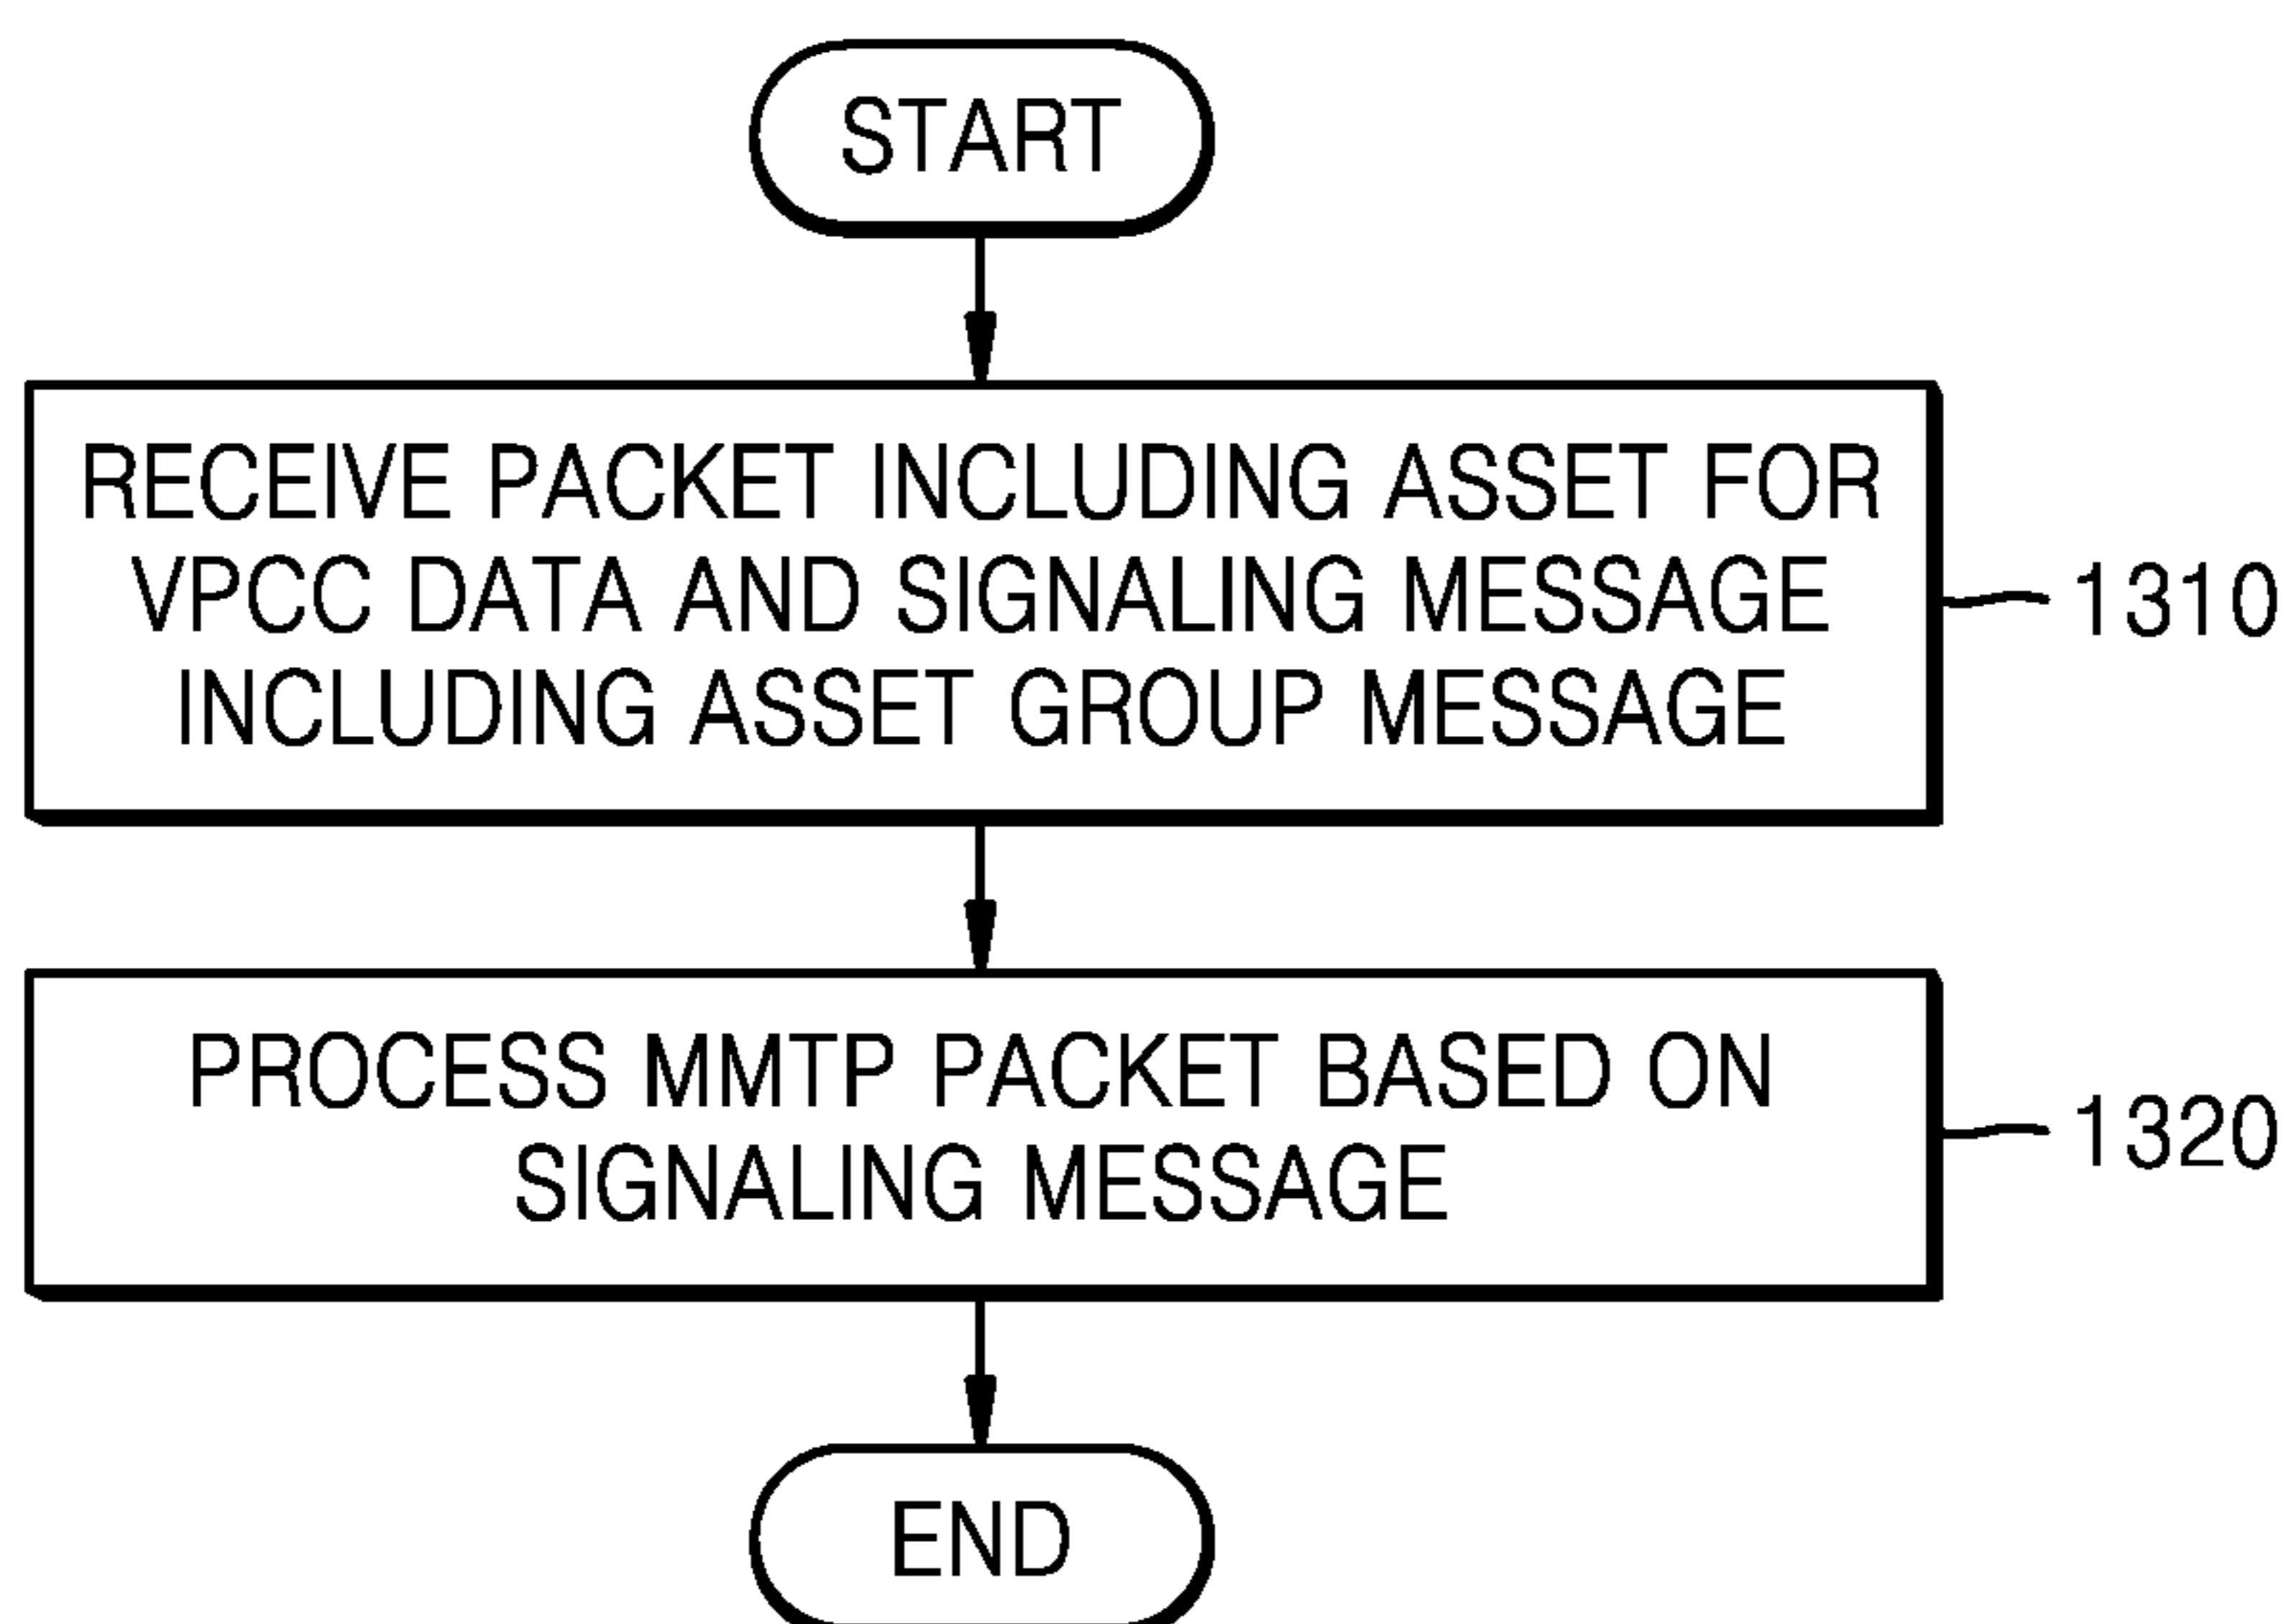 START
RECEIVE PACKET INCLUDING ASSET FOR
VPCC DATA AND SIGNALING MESSAGE
INCLUDING ASSET GROUP MESSAGE
1310
PROCESS MMTP PACKET BASED ON
SIGNALING MESSAGE
1320
END